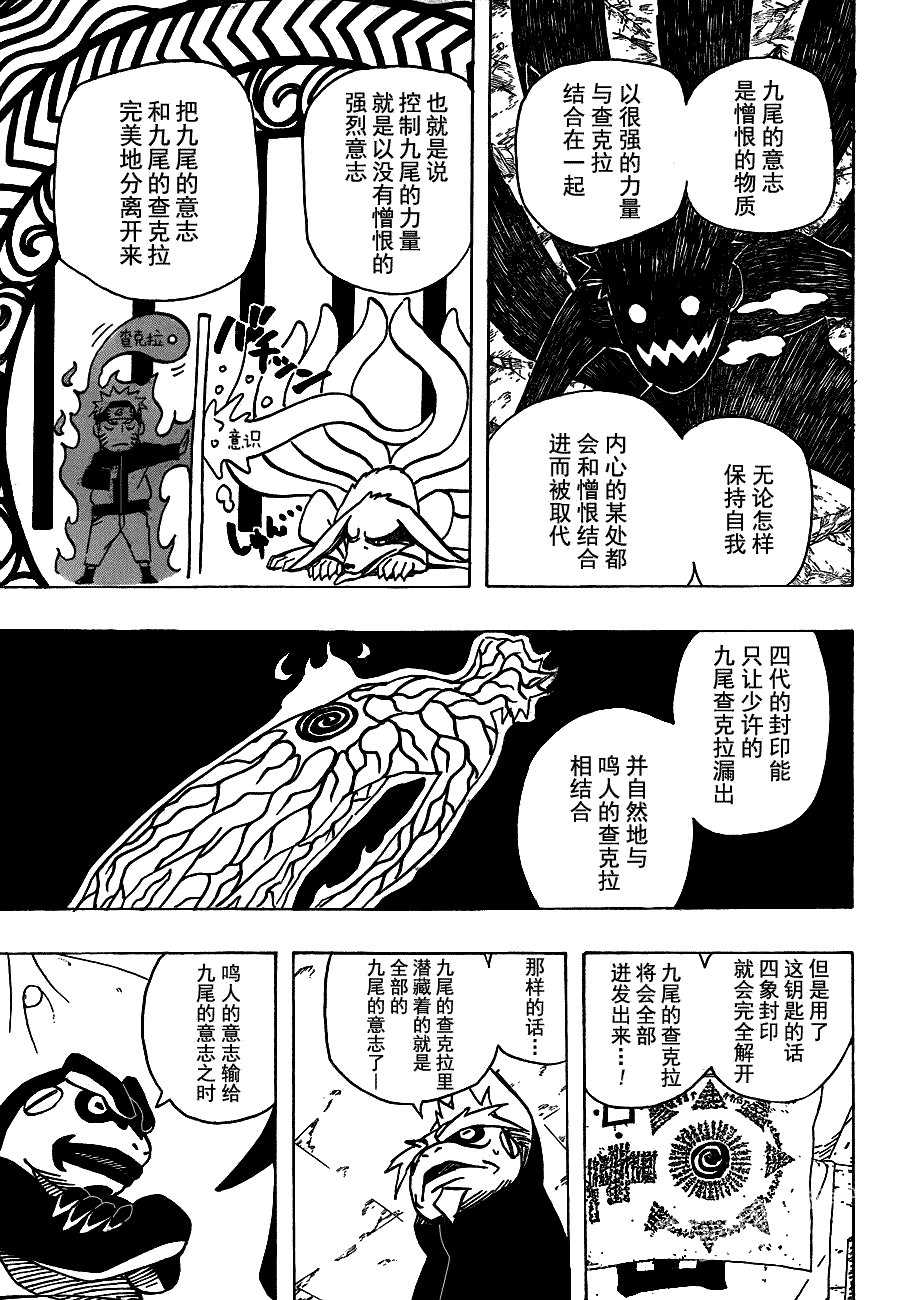 九尾的意志
是憎恨的物质
以很强的力量
与查克拉
结合在一起
无论怎样
保持自我
内心的某处都
会和憎恨结合
进而被取代
也就是说
控制九尾的力量
就是以没有憎恨的
强烈意志
把九尾的意志
和九尾的查克拉
完美地分离开来
查克拉
意识
しゅん…
四代的封印能
只让少许的
九尾查克拉漏出
并自然地与
鸣人的查克拉
相结合
但是用了
这钥匙的话
四象封印
就会完全解开
九尾的查克拉
将会全部
迸发出来…！
那样的话…
九尾的查克拉里
潜藏着的就是
全部的
九尾的意志了—
鸣人的意志输给
九尾的意志之时